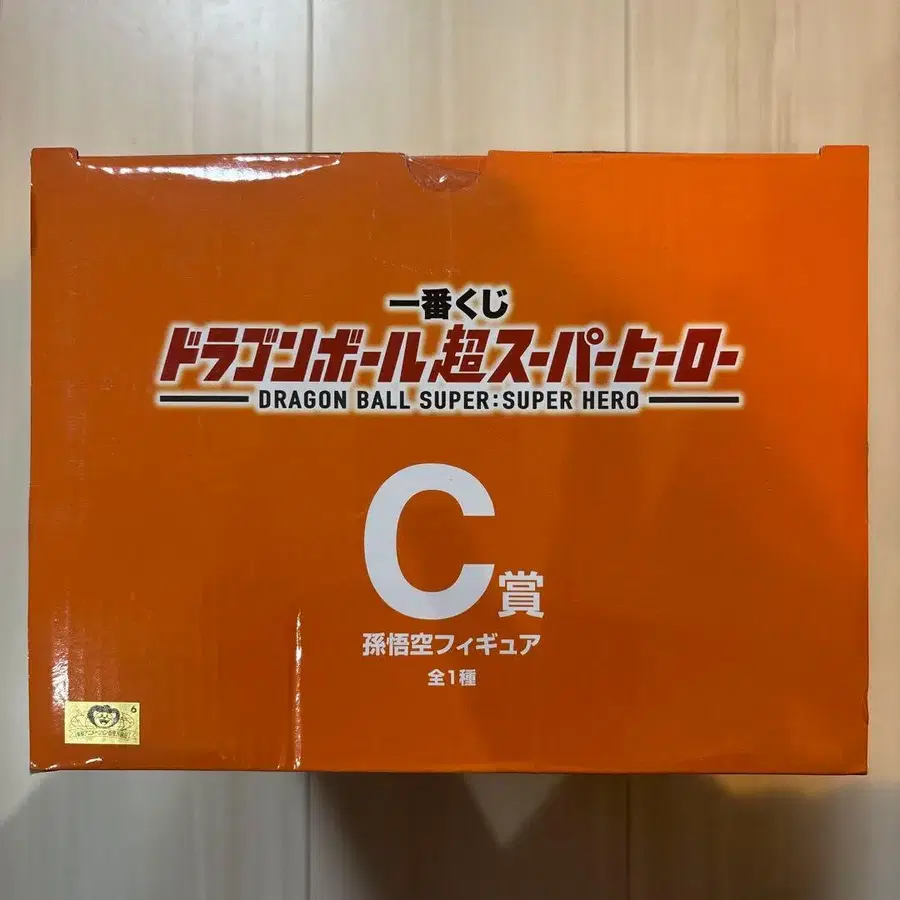 一番くじ
ドラゴンボール超スーパーヒーロー
DRAGON BALL SUPER:SUPER HERO
C賞
孫悟空フィギュア
全1種
6